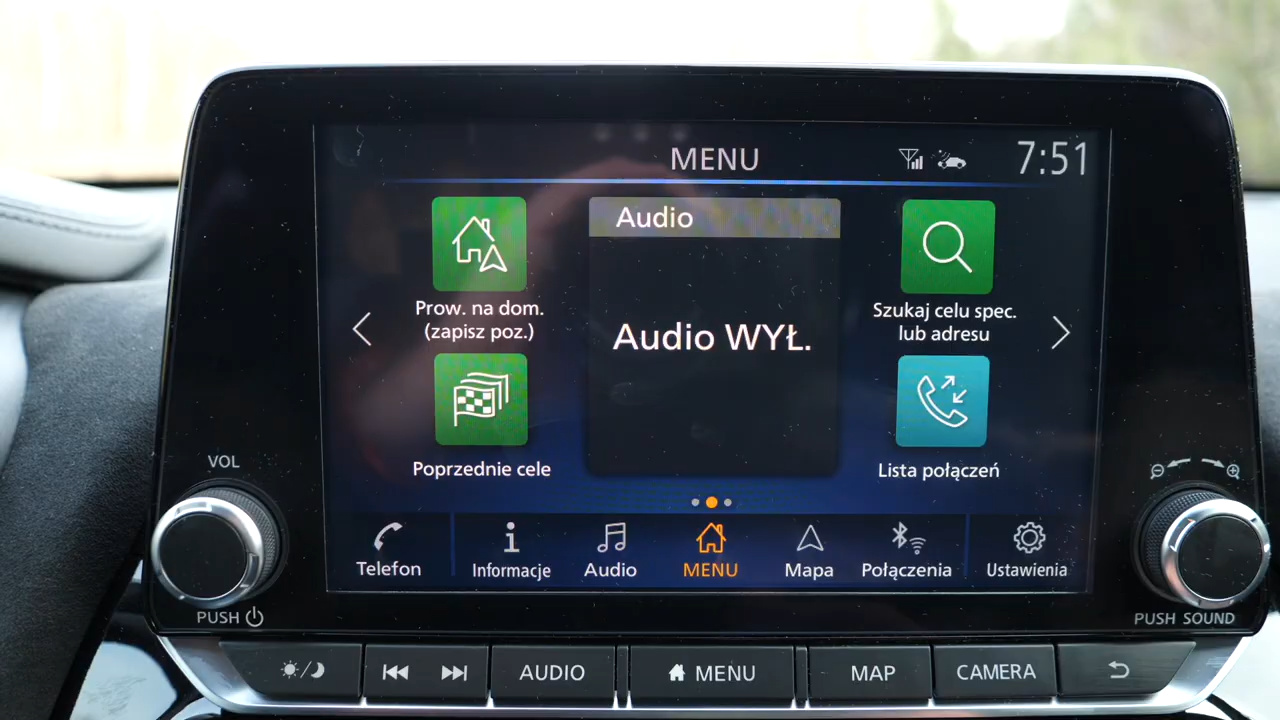 MENU
7:51
Audio
Prow. na dom.
(zapisz poz.)
Audio WYŁ.
Szukaj celu spec.
lub adresu
Poprzednie cele
Lista połączeń
Telefon
Informacje
Audio
MENU
Mapa
Połączenia
Ustawienia
VOL
PUSH
PUSH SOUND
AUDIO
MENU
MAP
CAMERA